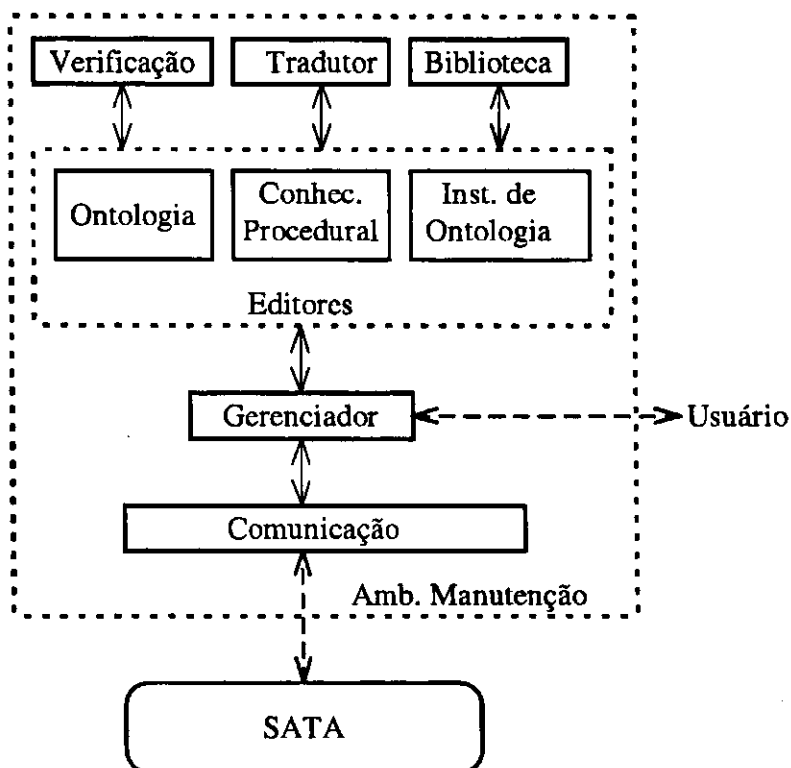 Verificação
Tradutor
Biblioteca
Ontologia
Conhec.
Procedural
Inst. de
Ontologia
Editores
Gerenciador
Usuário
Comunicação
Amb. Manutenção
SATA